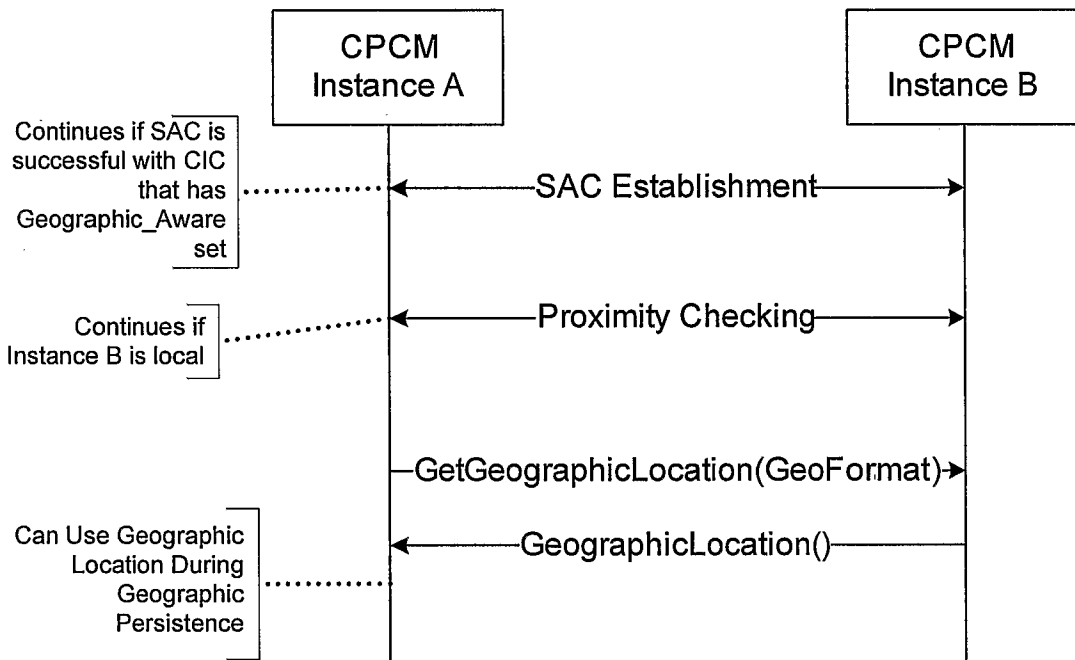 CPCM
Instance A
CPCM
Instance B
Continues if SAC is
successful with CIC
that has
Geographic_Aware
set
SAC Establishment
Continues if
Instance B is local
Proximity Checking
GetGeographicLocation(GeoFormat)
Can Use Geographic
Location During
Geographic
Persistence
GeographicLocation()